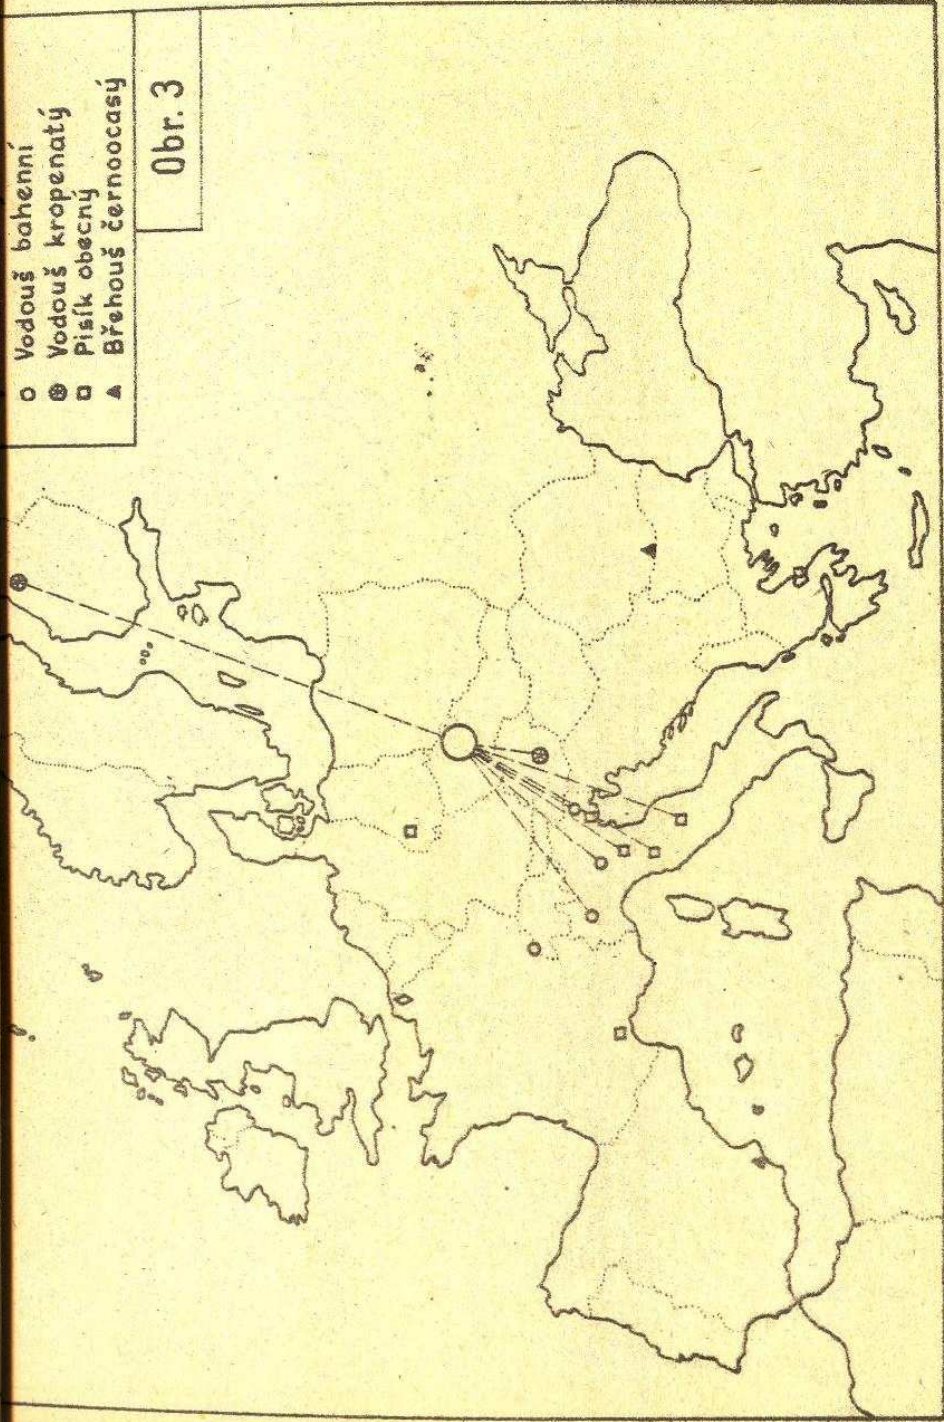 Vodouš bahenní
Vodouš kropenatý
Pisík obecný
Břehouš černoocasý
Obr. 3